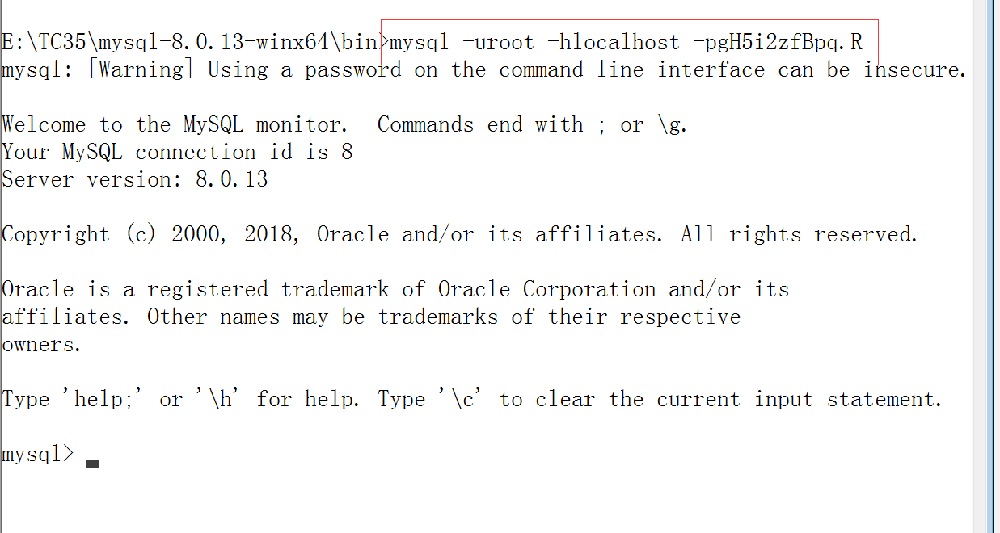 E:\TC35\mysql-8.0.13-winx64\bin>mysql -uroot -hlocalhost -pgH5i2zfBpq.R
mysql: [Warning] Using a password on the command line interface can be insecure.
Welcome to the MySQL monitor.  Commands end with ; or \g.
Your MySQL connection id is 8
Server version: 8.0.13
Copyright (c) 2000, 2018, Oracle and/or its affiliates. All rights reserved.
Oracle is a registered trademark of Oracle Corporation and/or its
affiliates. Other names may be trademarks of their respective
owners.
Type 'help;' or '\h' for help. Type '\c' to clear the current input statement.
mysql>